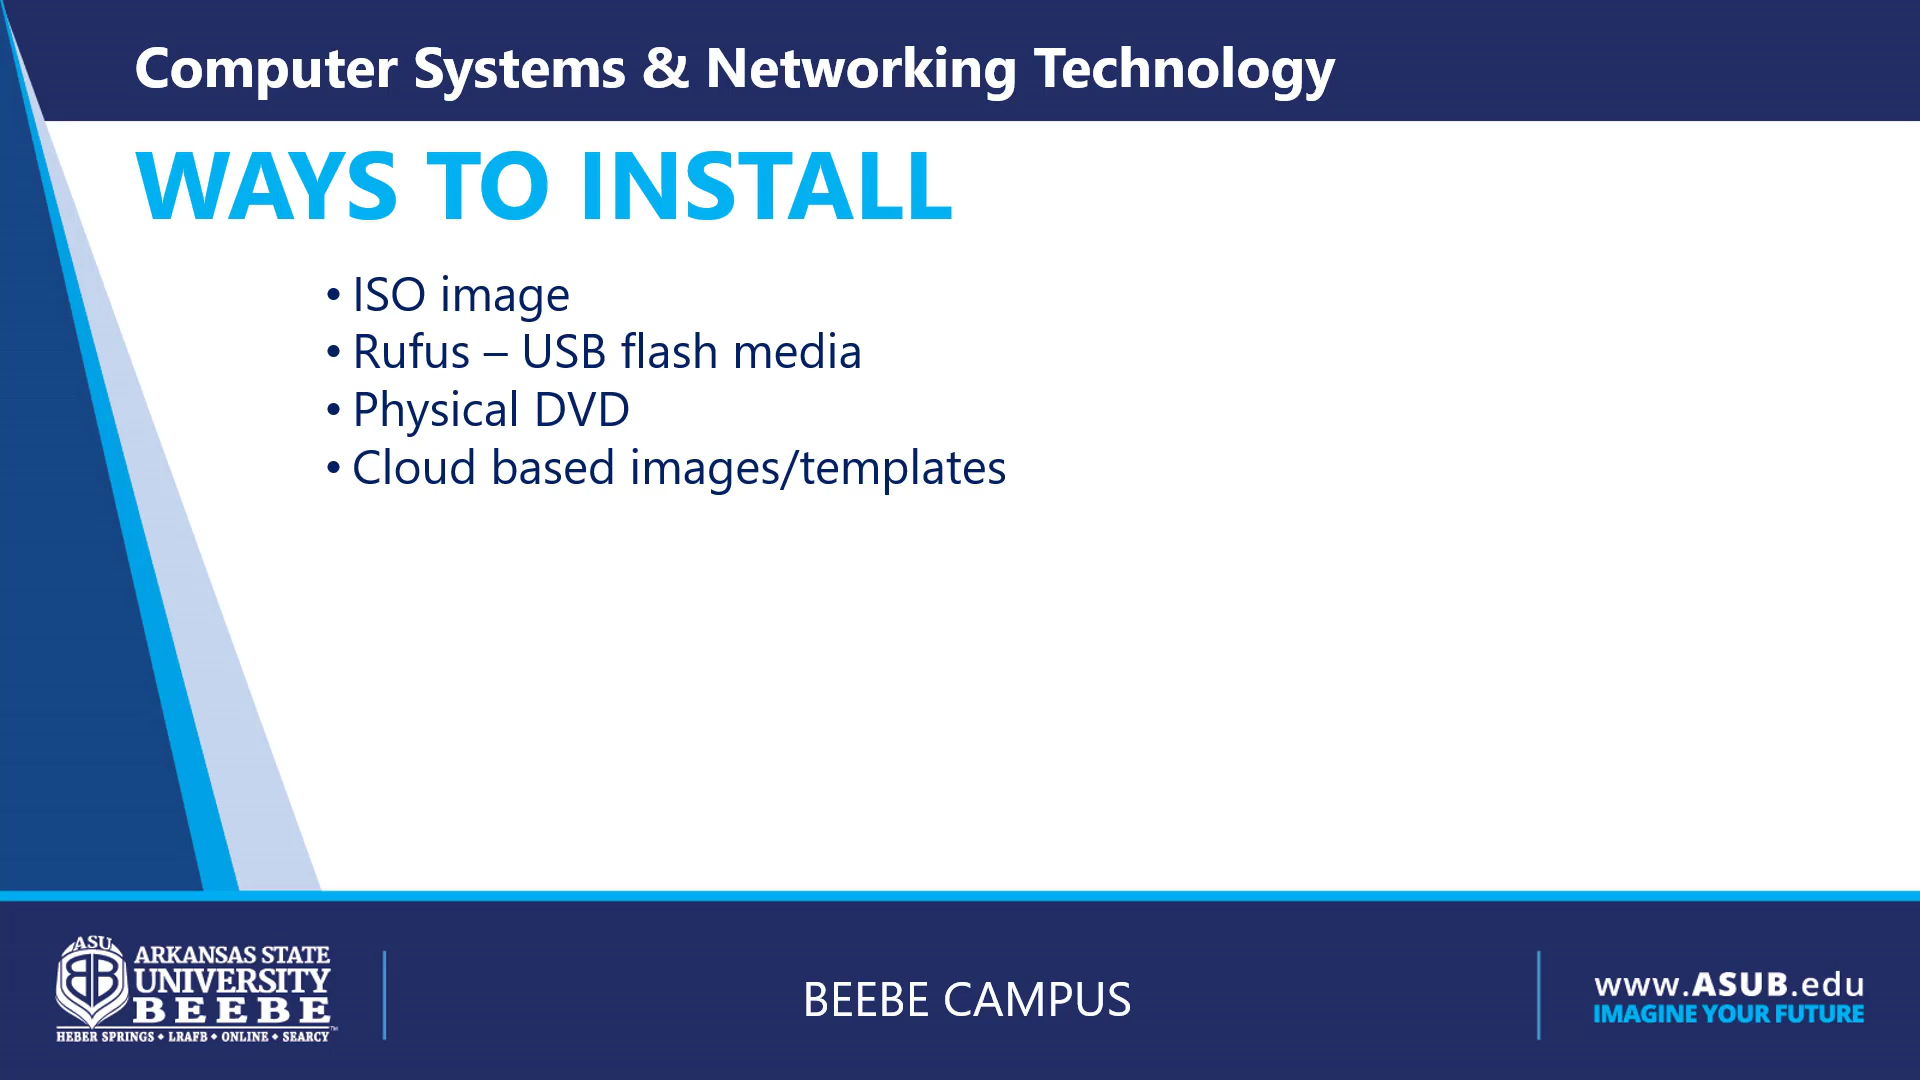 Computer Systems & Networking Technology
WAYS TO INSTALL
• ISO image
• Rufus – USB flash media
• Physical DVD
• Cloud based images/templates
ASU
ARKANSAS STATE
UNIVERSITY
BEEBE
HEBER SPRINGS • LRAFB • ONLINE • SEARCY
BEEBE CAMPUS
www.ASUB.edu
IMAGINE YOUR FUTURE